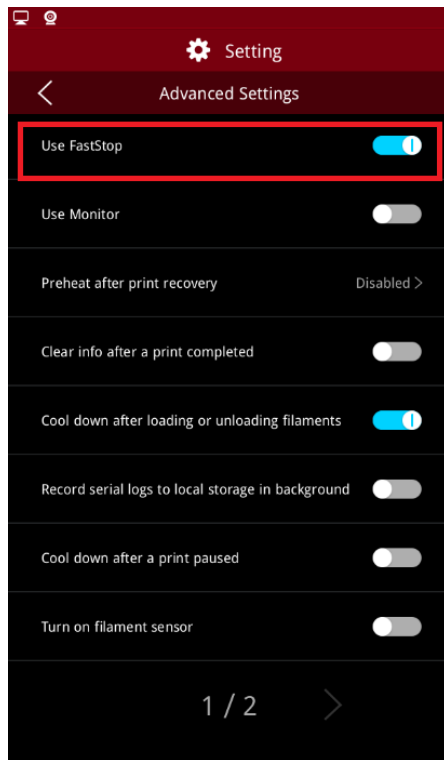 Setting
Advanced Settings
Use FastStop
Use Monitor
Preheat after print recovery Disabled >
Clear info after a print completed
Cool down after loading or unloading filaments
Record serial logs to local storage in background
Cool down after a print paused
Turn on filament sensor
1 / 2